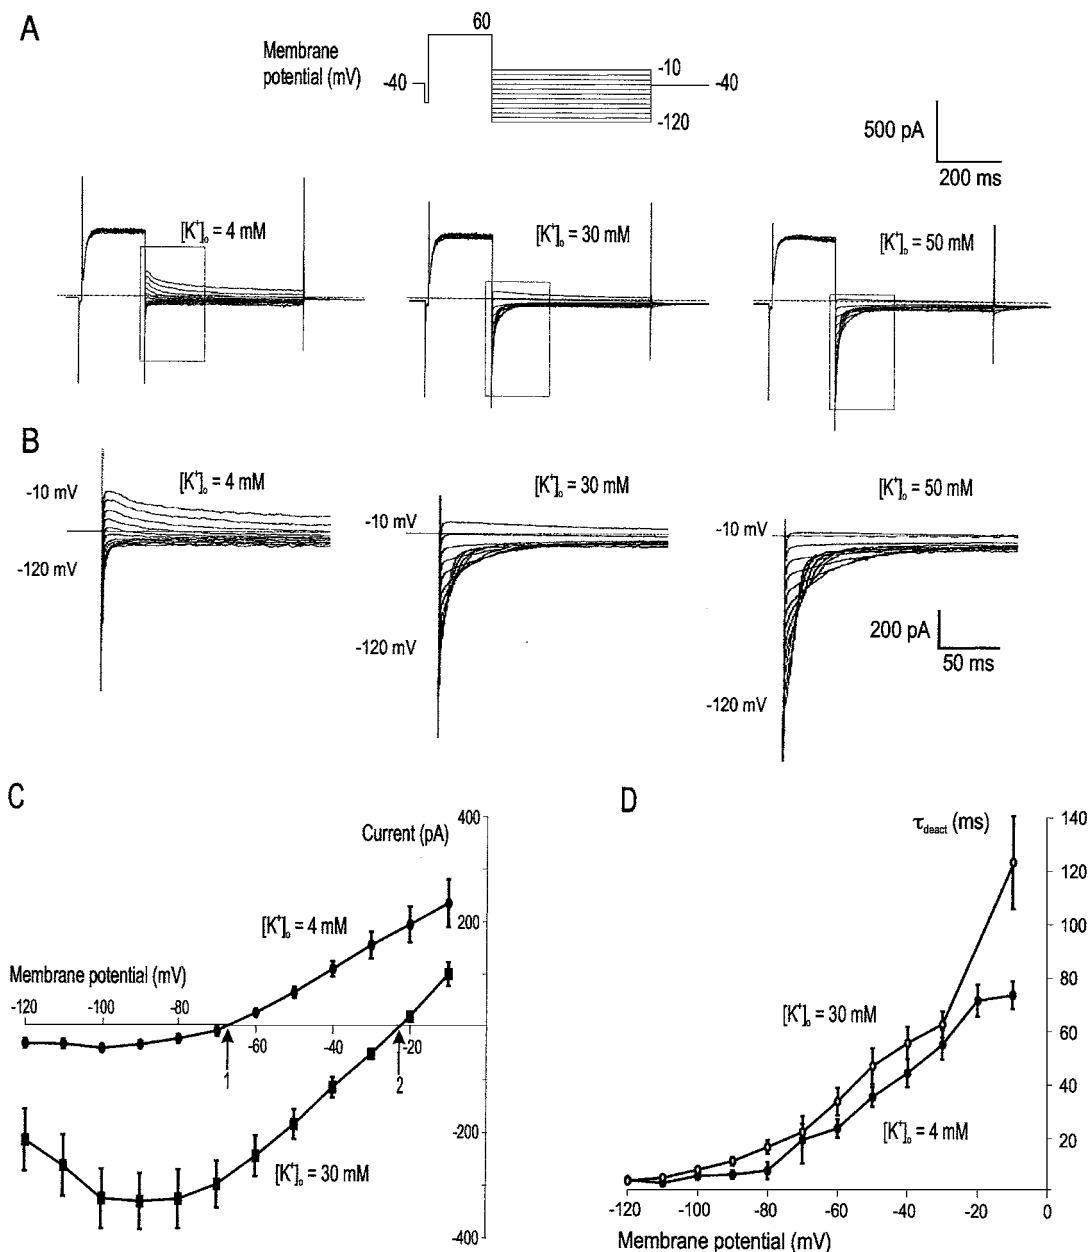 A
Membrane
potential (mV)
60
-40
-10
-40
-120
500 pA
200 ms
[K⁺]ₒ = 4 mM
[K⁺]ₒ = 30 mM
[K⁺]ₒ = 50 mM
B
[K⁺]ₒ = 4 mM
[K⁺]ₒ = 30 mM
[K⁺]ₒ = 50 mM
-10 mV
-10 mV
-10 mV
-120 mV
-120 mV
-120 mV
200 pA
50 ms
C
400
Current (pA)
[K⁺]ₒ = 4 mM
200
Membrane potential (mV)
-120
-100
-80
-60
-40
-20
1
2
-200
[K⁺]ₒ = 30 mM
-400
D
τdeact (ms)
140
120
100
80
60
40
20
[K⁺]ₒ = 30 mM
[K⁺]ₒ = 4 mM
-120
-100
-80
-60
-40
-20
0
Membrane potential (mV)